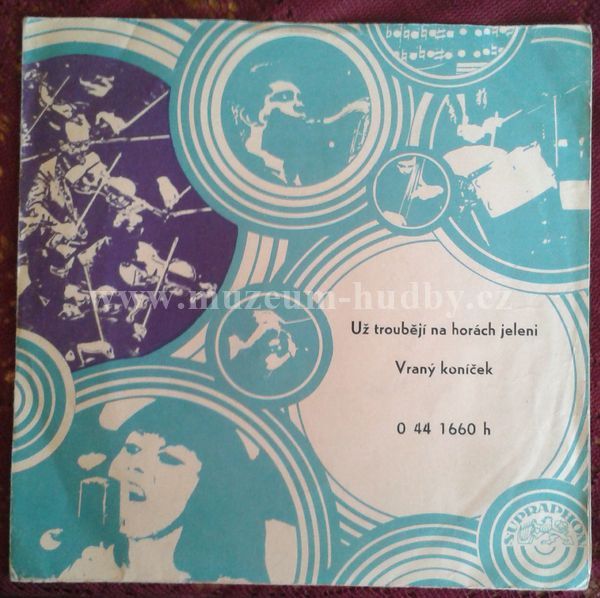 www.muzeum-hudby.cz
Už troubějí na horách jeleni
Vraný koníček
0 44 1660 h
SUPRAPHON